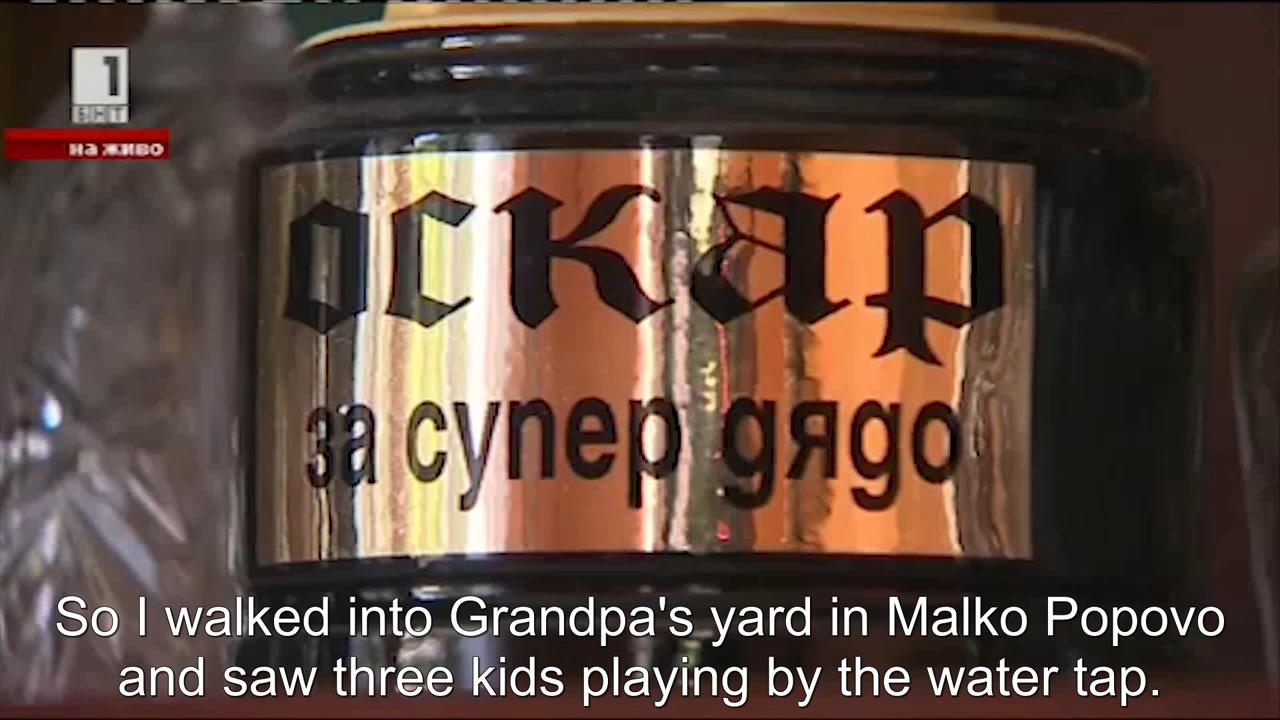 1
БНТ
на живо
оскар
за супер дядо
So I walked into Grandpa's yard in Malko Popovo
and saw three kids playing by the water tap.